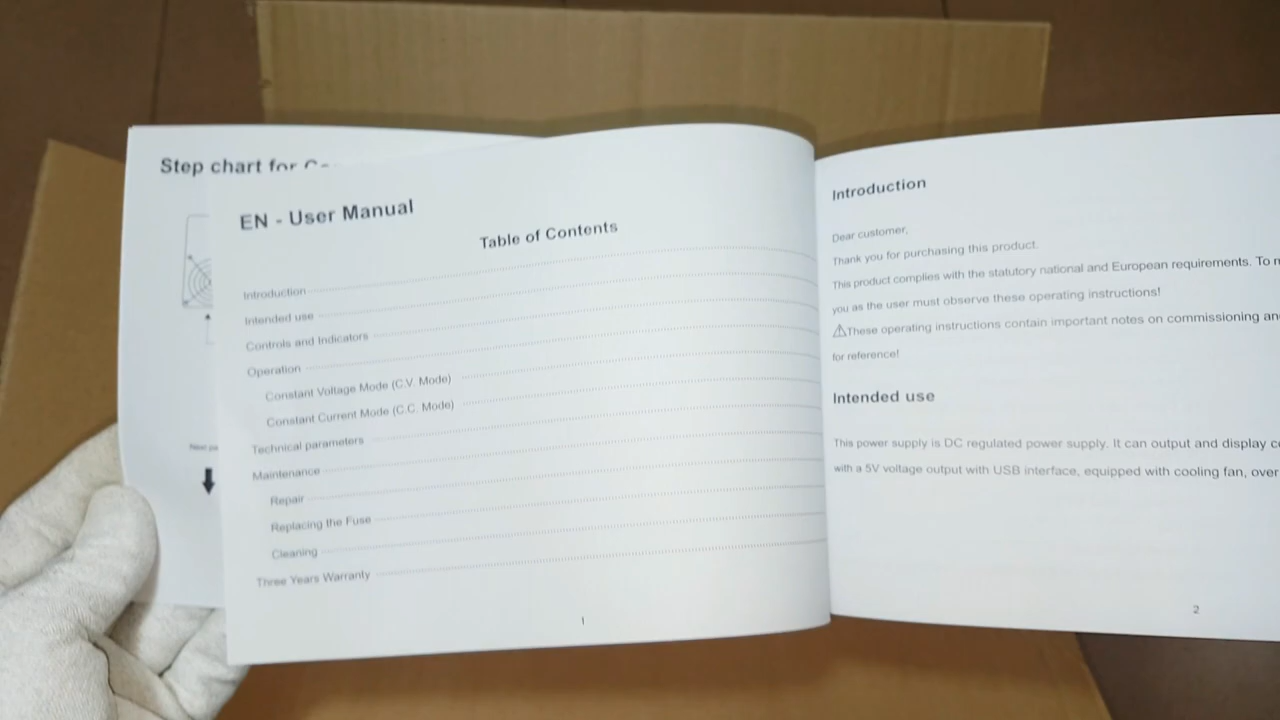 Step chart for
EN - User Manual
Table of Contents
Introduction
Intended use
Controls and Indicators
Operation
Constant Voltage Mode (C.V. Mode)
Constant Current Mode (C.C. Mode)
Technical parameters
Maintenance
Repair
Replacing the Fuse
Cleaning
Three Years Warranty
1
Introduction
Dear customer,
Thank you for purchasing this product.
This product complies with the statutory national and European requirements. To
you as the user must observe these operating instructions!
⚠These operating instructions contain important notes on commissioning
for reference!
Intended use
This power supply is DC regulated power supply. It can output and display
with a 5V voltage output with USB interface, equipped with cooling fan, over
2